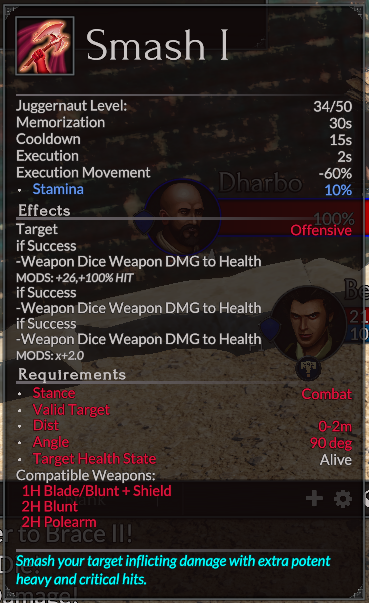 Smash I
Juggernaut Level: 34/50
Memorization 30s
Cooldown 15s
Execution 2s
Execution Movement -60%
• Stamina 10%
Dharbo
Effects
100%
Target Offensive
if Success
-Weapon Dice Weapon DMG to Health
MODS: +26,+100% HIT
if Success
-Weapon Dice Weapon DMG to Health
if Success
-Weapon Dice Weapon DMG to Health
MODS: x+2.0
Requirements
• Stance Combat
• Valid Target
• Dist 0-2m
• Angle 90 deg
• Target Health State Alive
Compatible Weapons:
1H Blade/Blunt + Shield
2H Blunt
2H Polearm
to Brace II!
Smash your target inflicting damage with extra potent
heavy and critical hits.